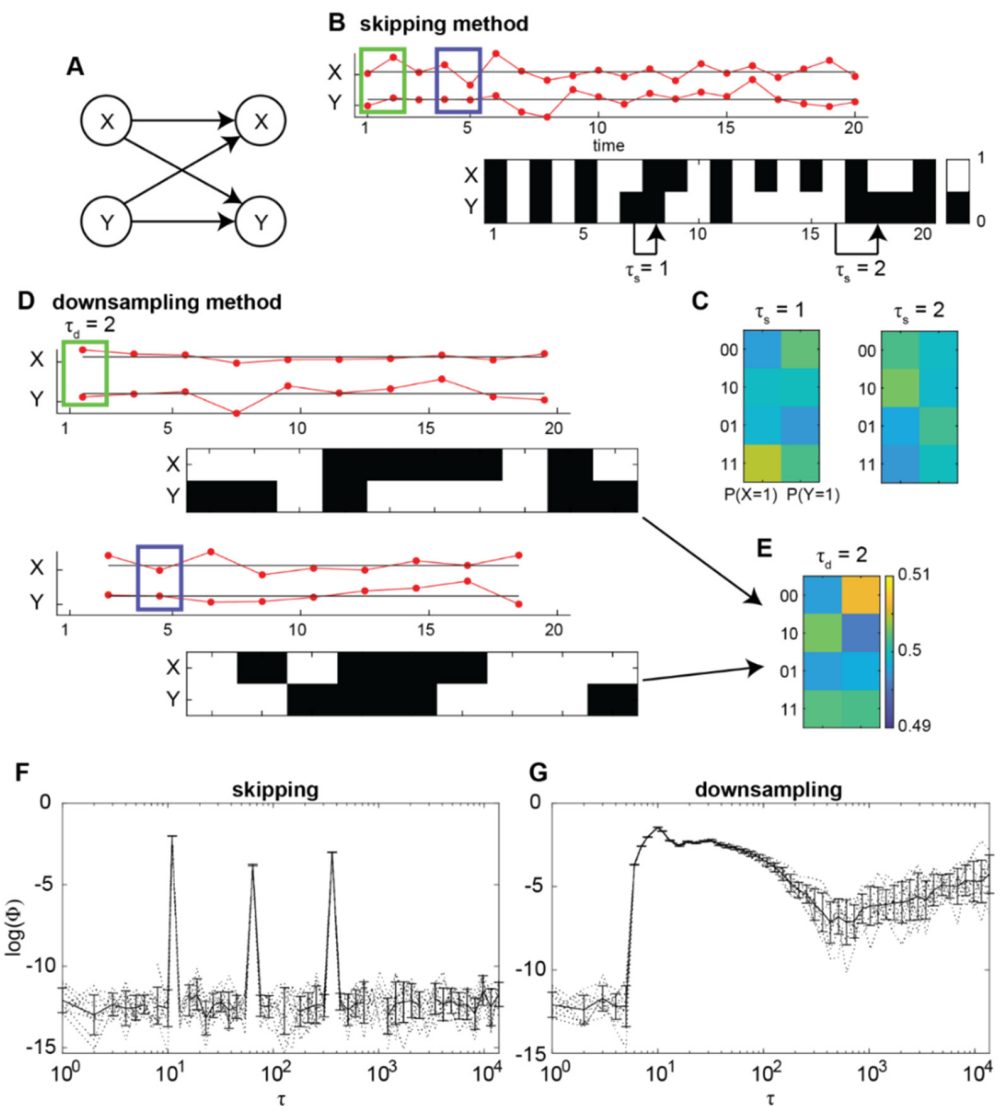 B skipping method
A
X
Y
1 5 10 15 20
time
X X
Y Y
X
Y
1
0
1 5 10 15 20
τs = 1 τs = 2
D downsampling method
τd = 2
X
Y
1 5 10 15 20
C
τs = 1 τs = 2
00 00
10 10
01 01
11 11
P(X=1) P(Y=1)
X
Y
X
Y
1 5 10 15 20
X
Y
E
τd = 2
00
10
01
11
0.51
0.5
0.49
F skipping
log(Φ)
0
-5
-10
-15
10^0 10^1 10^2 10^3 10^4
τ
G downsampling
0
-5
-10
-15
10^0 10^1 10^2 10^3 10^4
τ